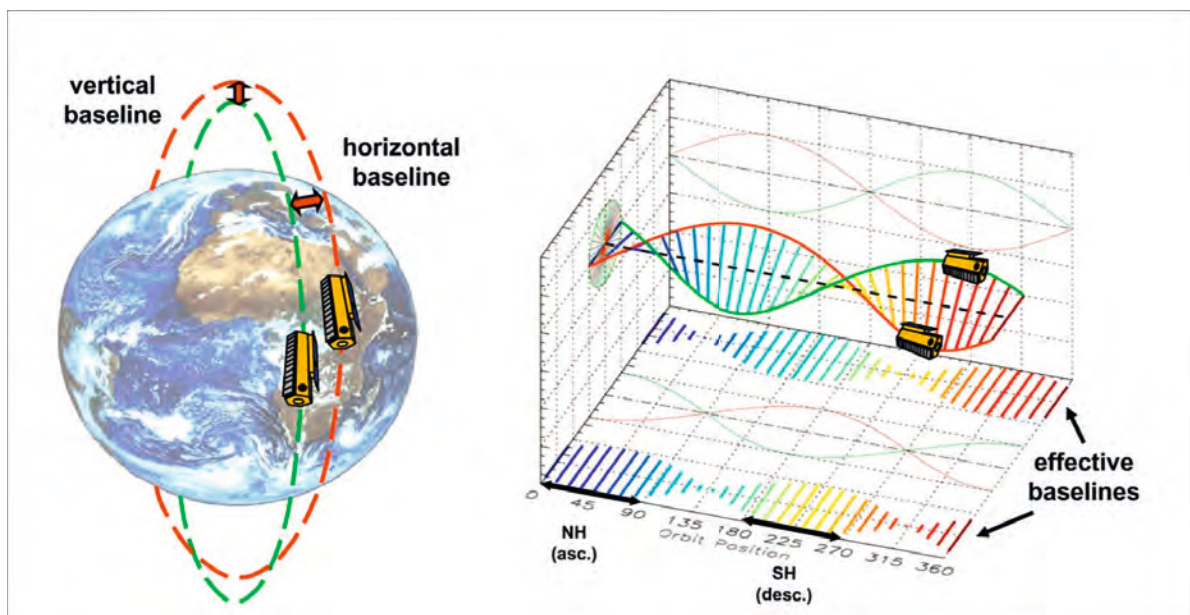 vertical
baseline
horizontal
baseline
effective
baselines
0
45
90
135
180
225
270
315
360
Orbit Position
NH
(asc.)
SH
(desc.)